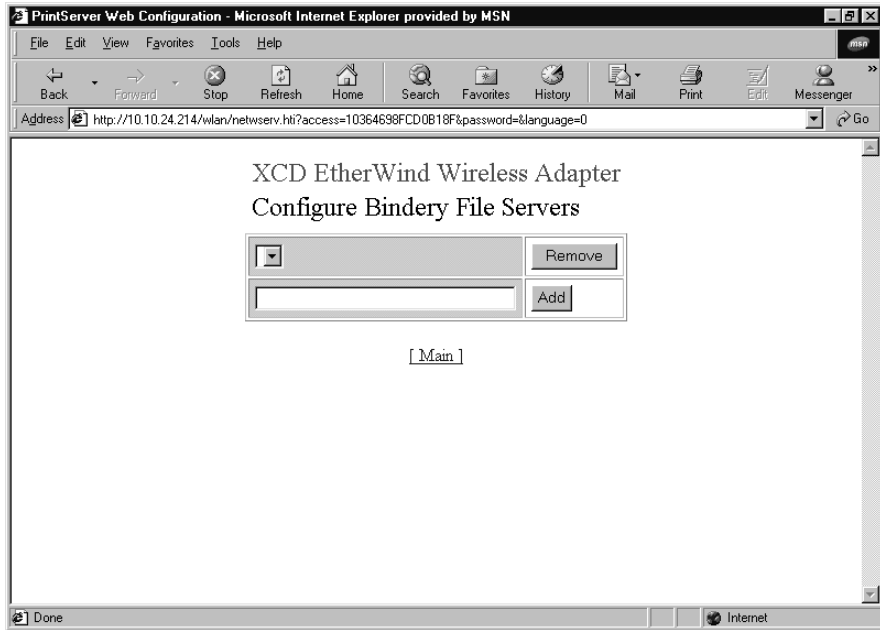 PrintServer Web Configuration - Microsoft Internet Explorer provided by MSN
File Edit View Favorites Tools Help
msn
Back Forward Stop Refresh Home Search Favorites History Mail Print Edit Messenger »
Address http://10.10.24.214/wlan/netwserv.hti?access=10364698FCD0B18F&password=&language=0 Go
XCD EtherWind Wireless Adapter
Configure Bindery File Servers
Remove
Add
[ Main ]
Done Internet